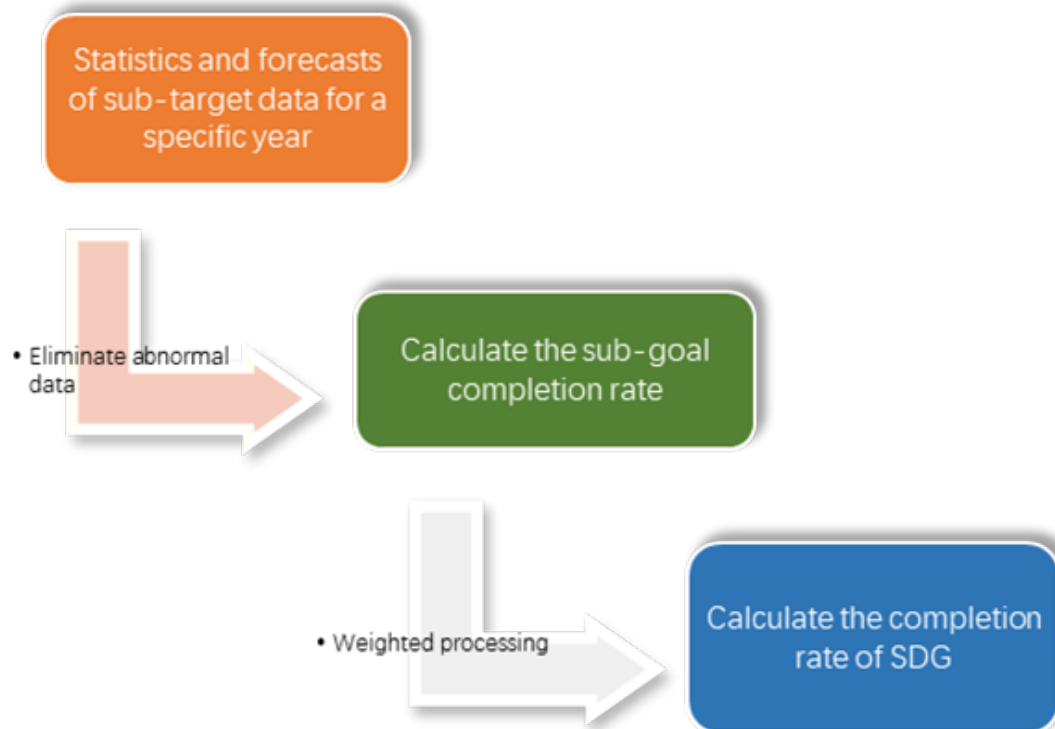 Statistics and forecasts
of sub-target data for a
specific year
• Eliminate abnormal
data
Calculate the sub-goal
completion rate
• Weighted processing
Calculate the completion
rate of SDG